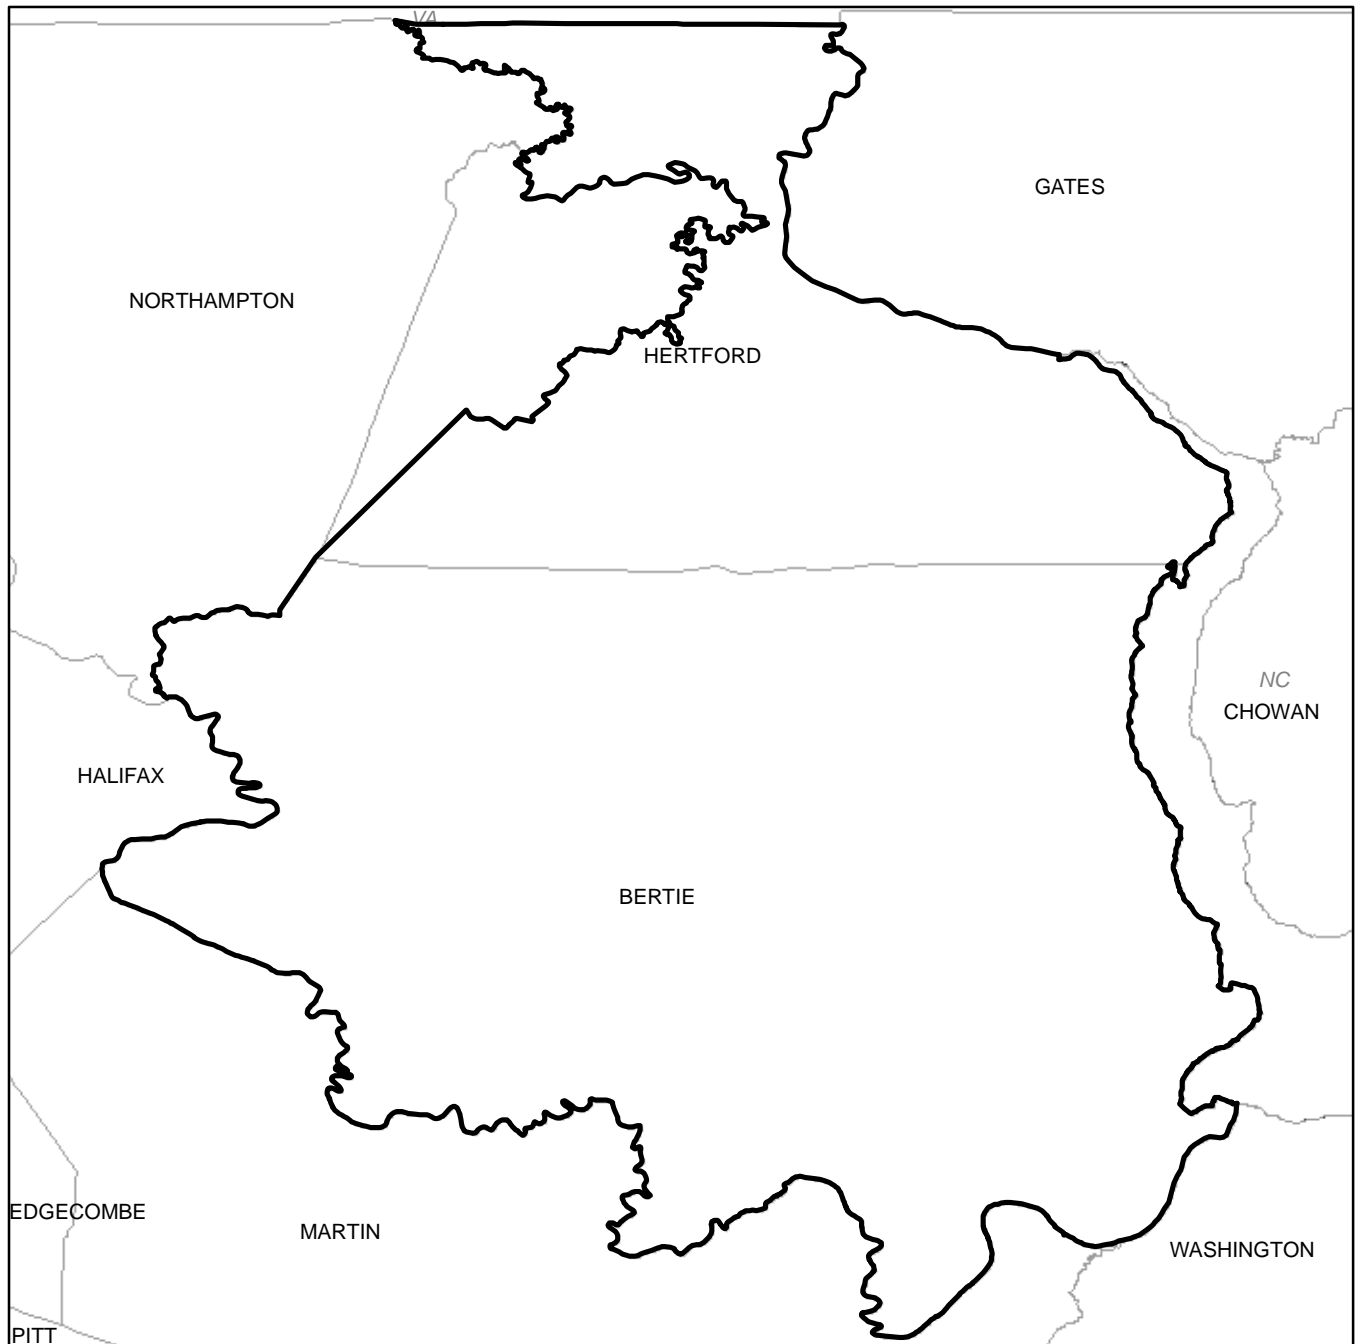 VA
GATES
NORTHAMPTON
HERTFORD
NC
CHOWAN
HALIFAX
BERTIE
EDGECOMBE
MARTIN
WASHINGTON
PITT